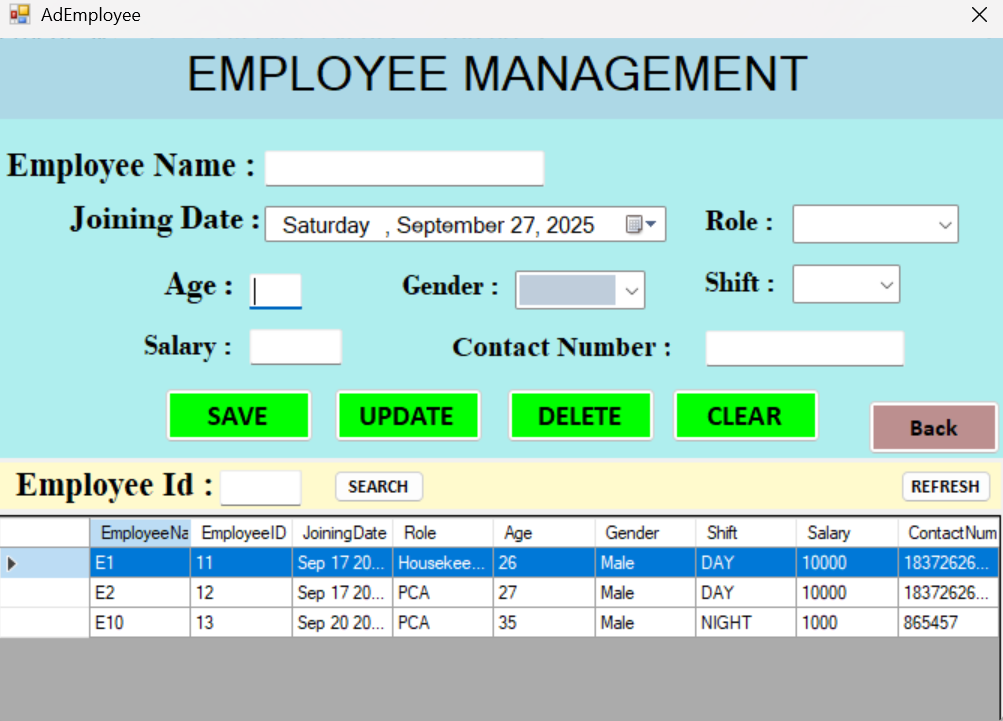 AdEmployee
EMPLOYEE MANAGEMENT
Employee Name :
Joining Date : Saturday , September 27, 2025 Role :
Age : Gender : Shift :
Salary : Contact Number :
SAVE UPDATE DELETE CLEAR Back
Employee Id : SEARCH REFRESH
EmployeeNa EmployeeID JoiningDate Role Age Gender Shift Salary ContactNum
E1 11 Sep 17 20... Housekee... 26 Male DAY 10000 18372626...
E2 12 Sep 17 20... PCA 27 Male DAY 10000 18372626...
E10 13 Sep 20 20... PCA 35 Male NIGHT 1000 865457